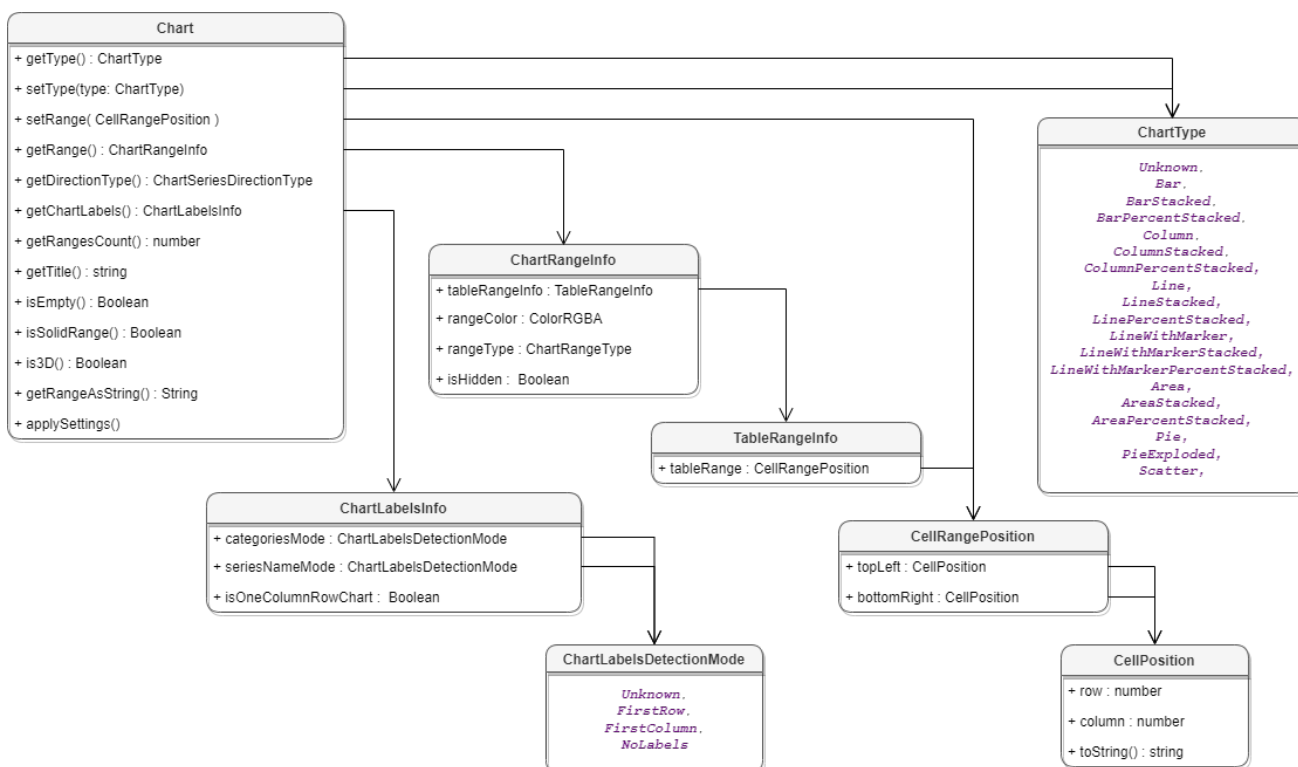 Chart
+ getType() : ChartType
+ setType(type: ChartType)
+ setRange( CellRangePosition )
+ getRange() : ChartRangeInfo
+ getDirectionType() : ChartSeriesDirectionType
+ getChartLabels() : ChartLabelsInfo
+ getRangesCount() : number
+ getTitle() : string
+ isEmpty() : Boolean
+ isSolidRange() : Boolean
+ is3D() : Boolean
+ getRangeAsString() : String
+ applySettings()
ChartType
Unknown,
Bar,
BarStacked,
BarPercentStacked,
Column,
ColumnStacked,
ColumnPercentStacked,
Line,
LineStacked,
LinePercentStacked,
LineWithMarker,
LineWithMarkerStacked,
LineWithMarkerPercentStacked,
Area,
AreaStacked,
AreaPercentStacked,
Pie,
PieExploded,
Scatter,
ChartRangeInfo
+ tableRangeInfo : TableRangeInfo
+ rangeColor : ColorRGBA
+ rangeType : ChartRangeType
+ isHidden : Boolean
TableRangeInfo
+ tableRange : CellRangePosition
ChartLabelsInfo
+ categoriesMode : ChartLabelsDetectionMode
+ seriesNameMode : ChartLabelsDetectionMode
+ isOneColumnRowChart : Boolean
CellRangePosition
+ topLeft : CellPosition
+ bottomRight : CellPosition
ChartLabelsDetectionMode
Unknown,
FirstRow,
FirstColumn,
NoLabels
CellPosition
+ row : number
+ column : number
+ toString() : string